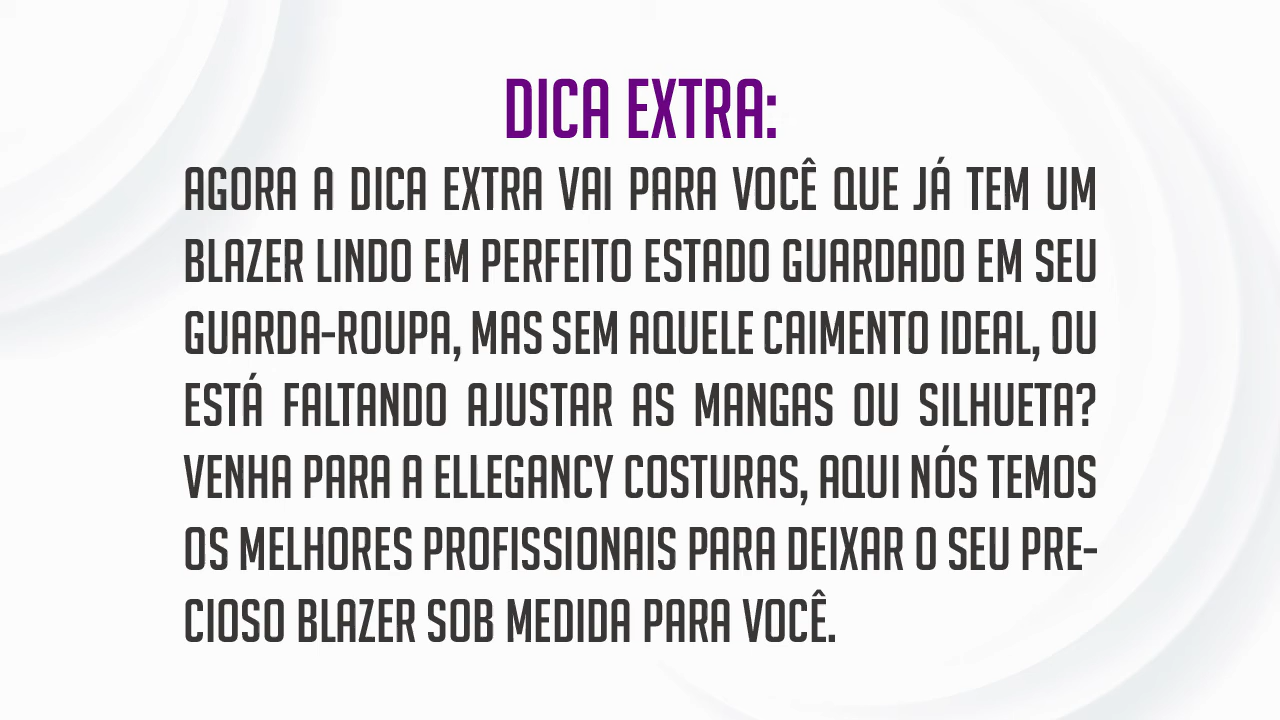 DICA EXTRA:
AGORA A DICA EXTRA VAI PARA VOCÊ QUE JÁ TEM UM
BLAZER LINDO EM PERFEITO ESTADO GUARDADO EM SEU
GUARDA-ROUPA, MAS SEM AQUELE CAIMENTO IDEAL, OU
ESTÁ FALTANDO AJUSTAR AS MANGAS OU SILHUETA?
VENHA PARA A ELLEGANCY COSTURAS, AQUI NÓS TEMOS
OS MELHORES PROFISSIONAIS PARA DEIXAR O SEU PRE-
CIOSO BLAZER SOB MEDIDA PARA VOCÊ.